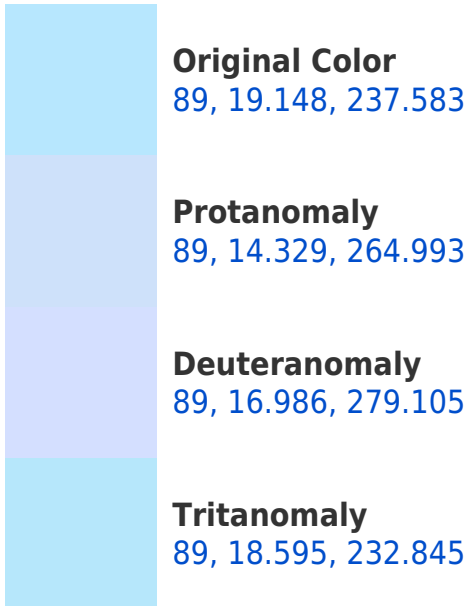 Original Color
89, 19.148, 237.583
Protanomaly
89, 14.329, 264.993
Deuteranomaly
89, 16.986, 279.105
Tritanomaly
89, 18.595, 232.845